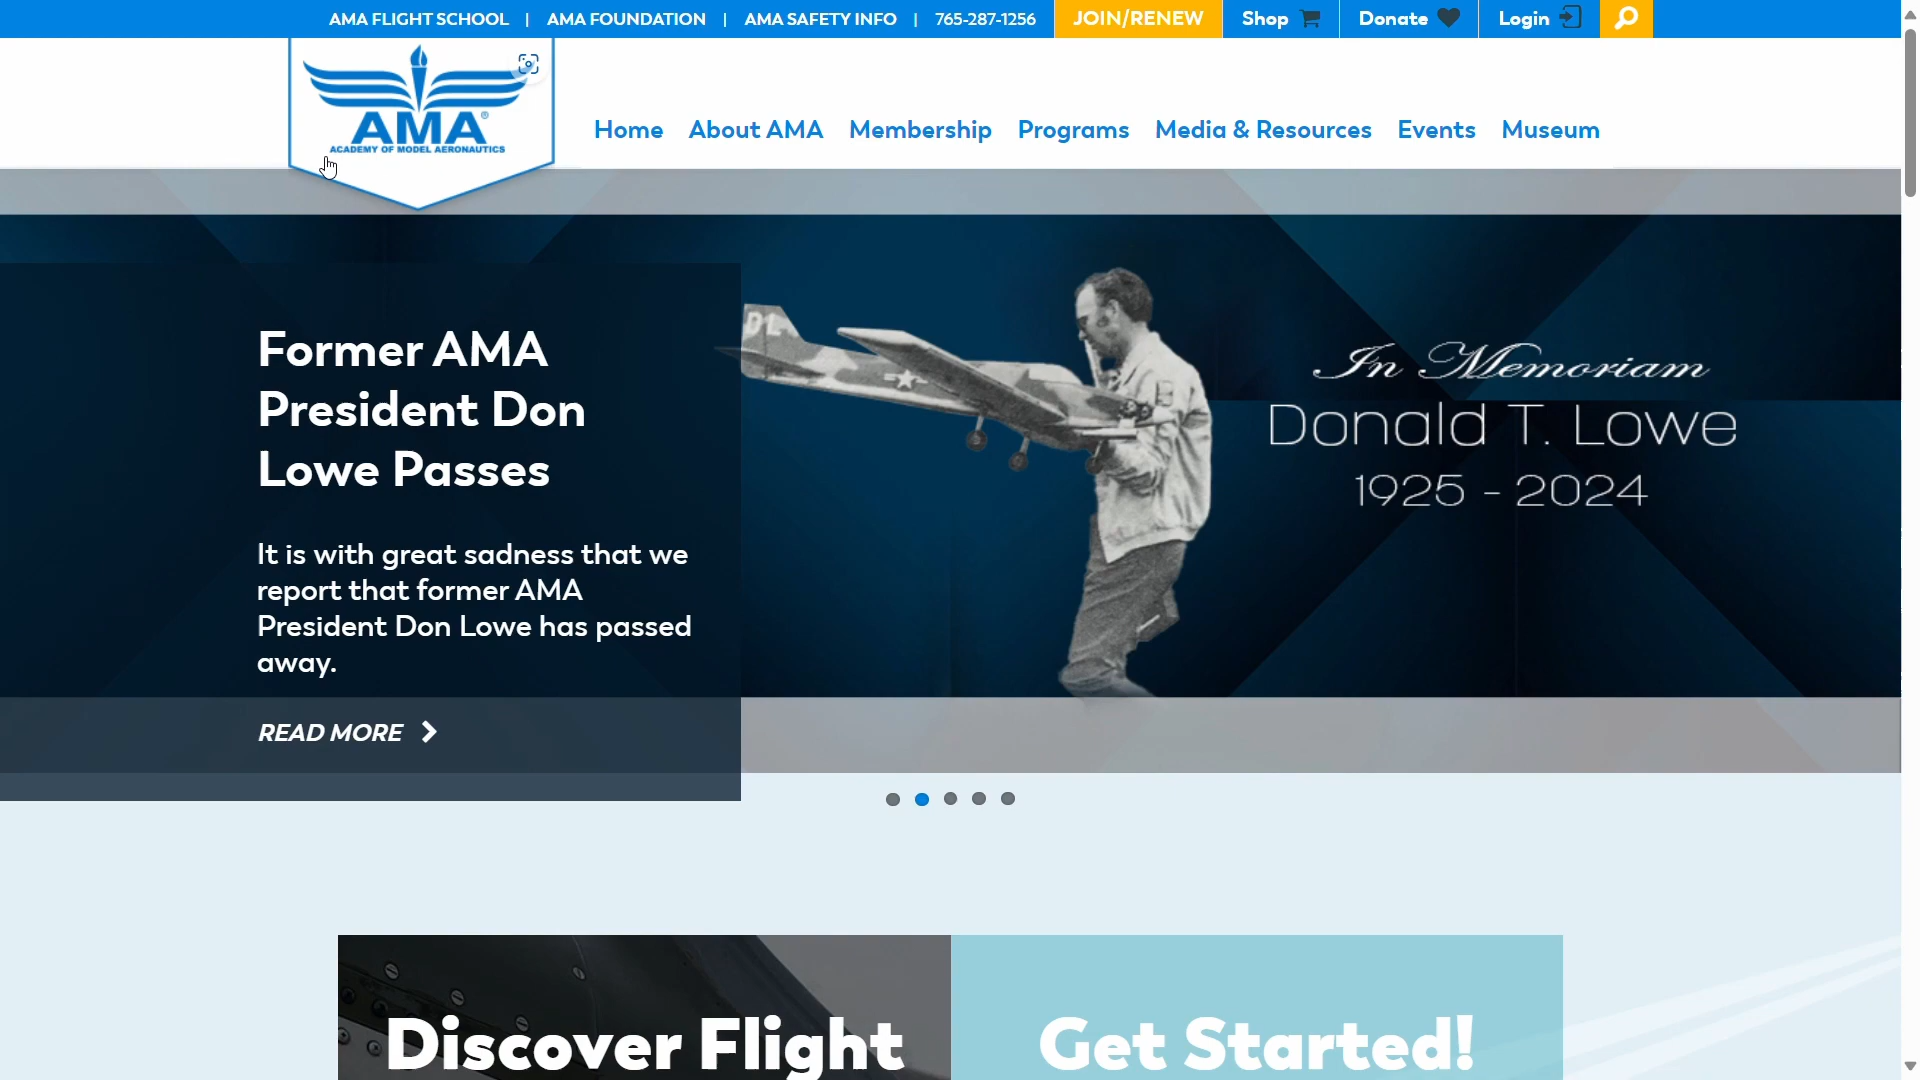 AMA FLIGHT SCHOOL | AMA FOUNDATION | AMA SAFETY INFO | 765-287-1256 JOIN/RENEW Shop Donate Login
AMA®
ACADEMY OF MODEL AERONAUTICS
Home About AMA Membership Programs Media & Resources Events Museum
Former AMA
President Don
Lowe Passes
It is with great sadness that we
report that former AMA
President Don Lowe has passed
away.
READ MORE
DL
In Memoriam
Donald T. Lowe
1925 - 2024
Discover Flight
Get Started!